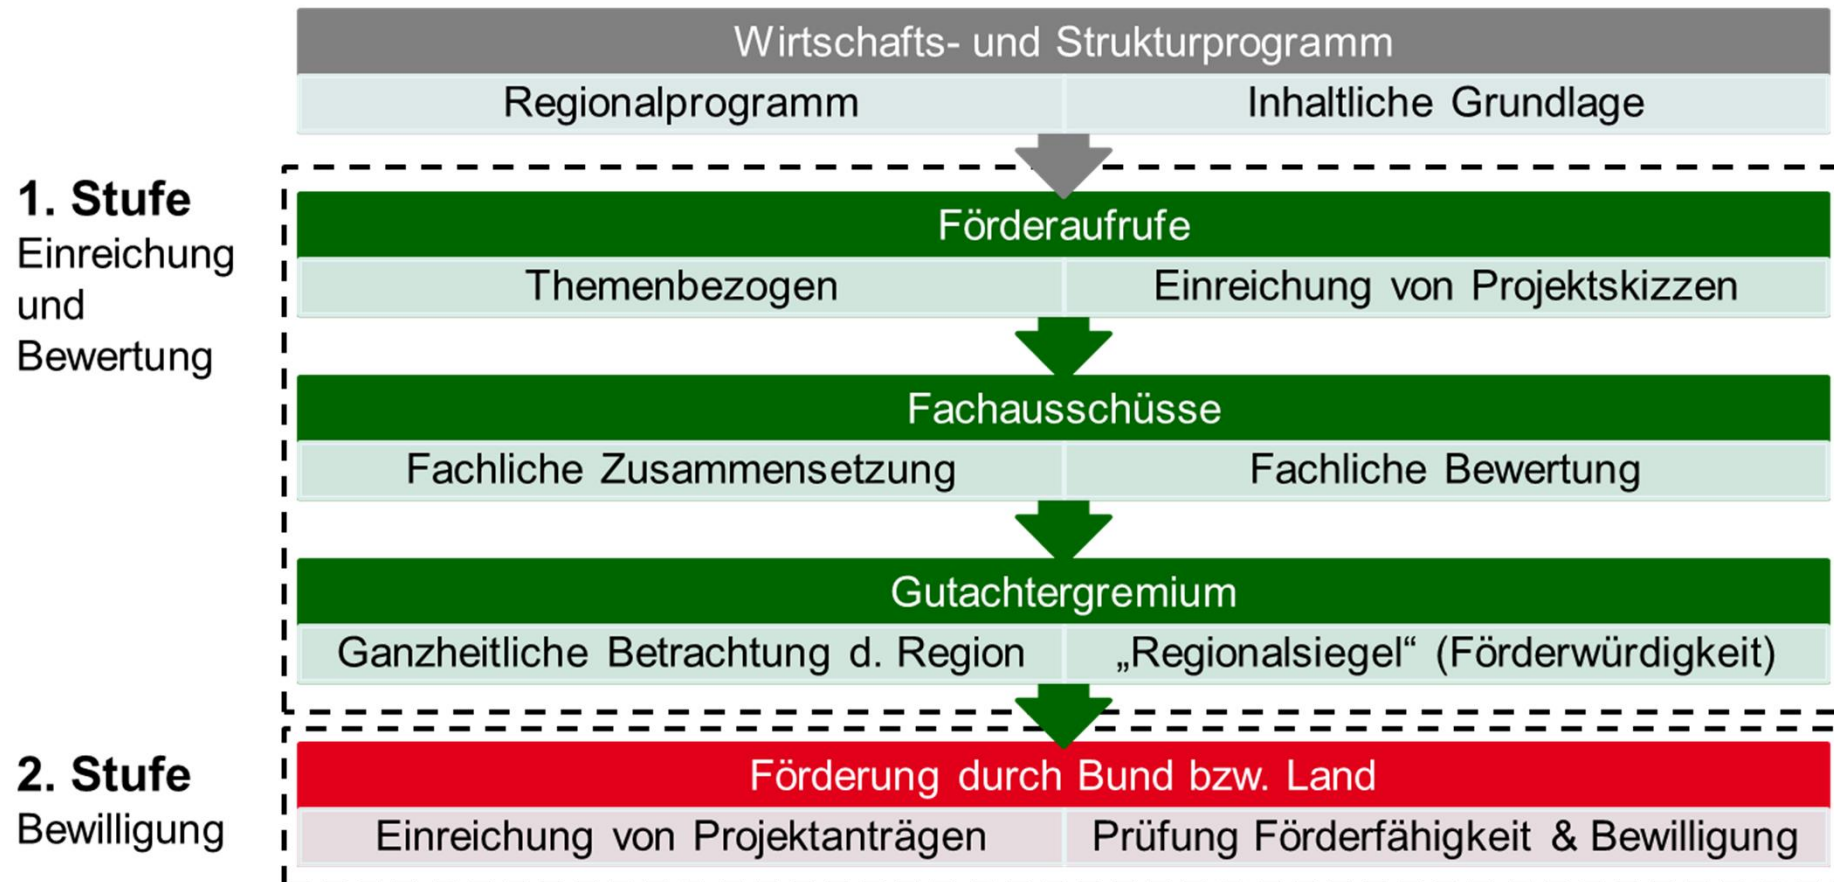 Wirtschafts- und Strukturprogramm
Regionalprogramm
Inhaltliche Grundlage
1. Stufe
Einreichung
und
Bewertung
Förderaufrufe
Themenbezogen
Einreichung von Projektskizzen
Fachausschüsse
Fachliche Zusammensetzung
Fachliche Bewertung
Gutachtergremium
Ganzheitliche Betrachtung d. Region
„Regionalsiegel“ (Förderwürdigkeit)
2. Stufe
Bewilligung
Förderung durch Bund bzw. Land
Einreichung von Projektanträgen
Prüfung Förderfähigkeit & Bewilligung